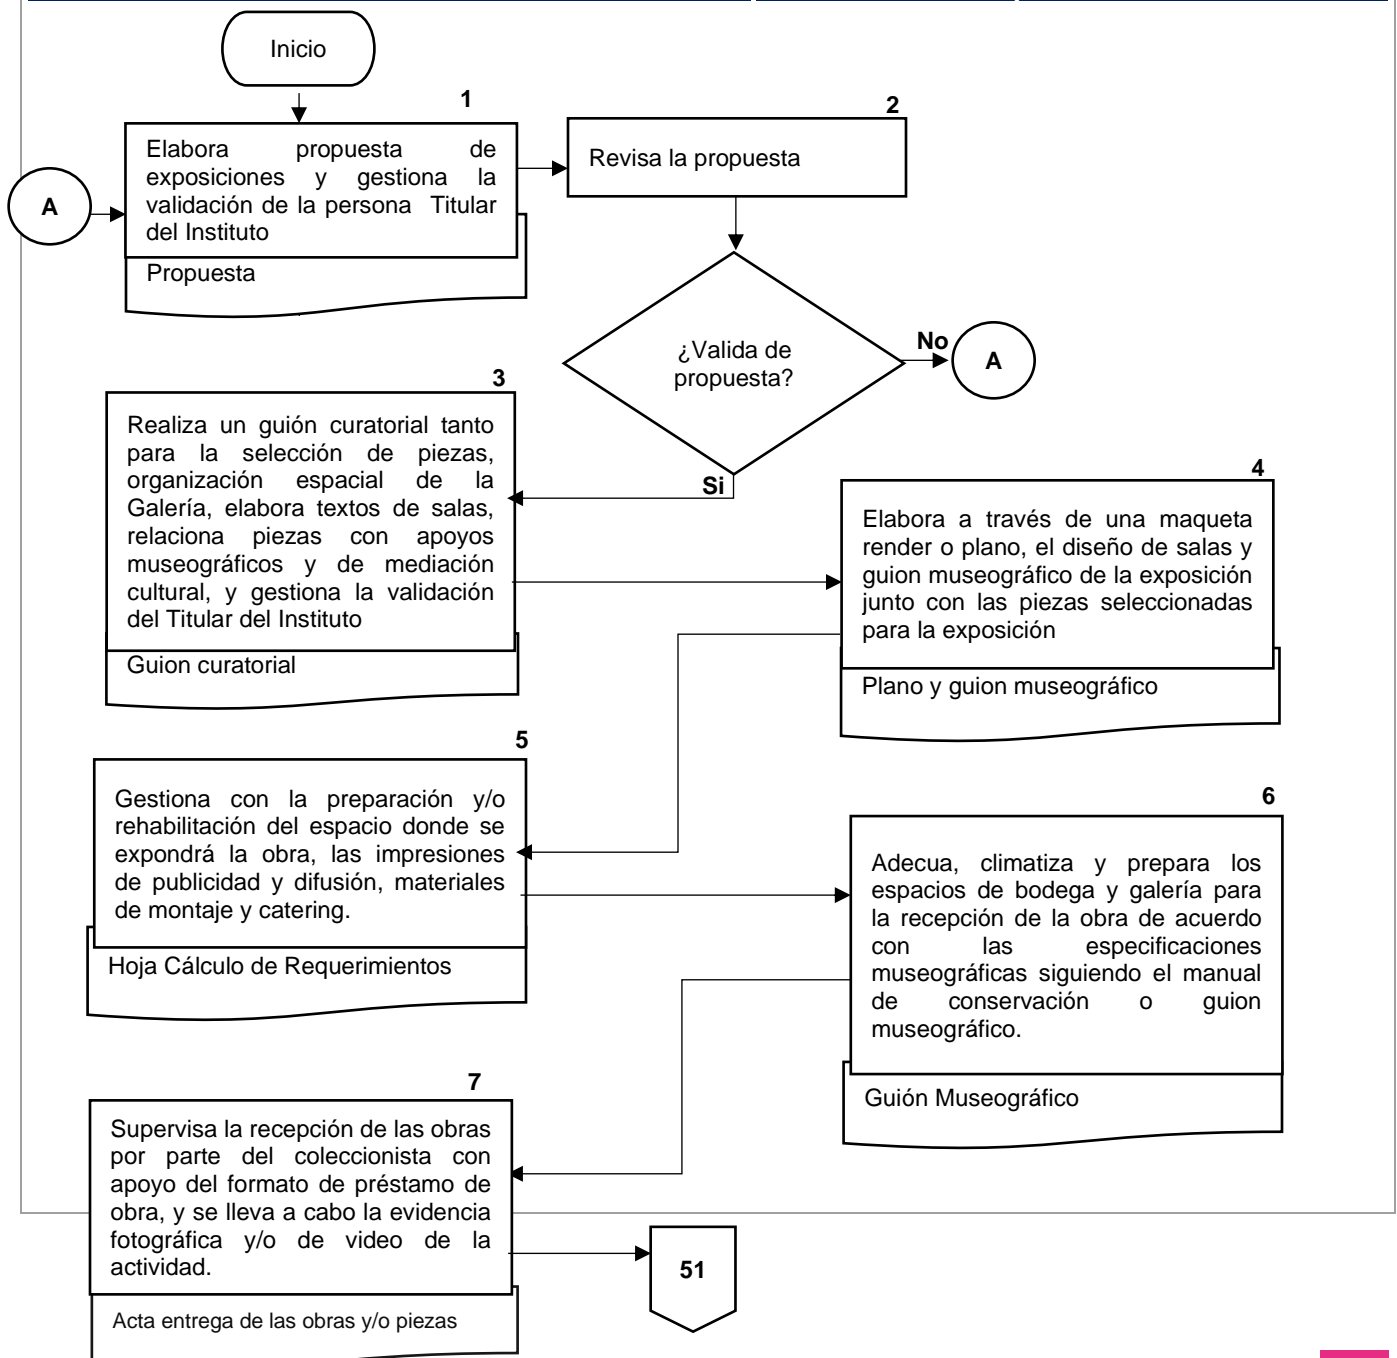 Inicio
1
Elabora propuesta de
exposiciones y gestiona la
validación de la persona Titular
del Instituto
Propuesta
A
2
Revisa la propuesta
¿Valida de
propuesta?
No
A
Si
3
Realiza un guión curatorial tanto
para la selección de piezas,
organización espacial de la
Galería, elabora textos de salas,
relaciona piezas con apoyos
museográficos y de mediación
cultural, y gestiona la validación
del Titular del Instituto
Guion curatorial
4
Elabora a través de una maqueta
render o plano, el diseño de salas y
guion museográfico de la exposición
junto con las piezas seleccionadas
para la exposición
Plano y guion museográfico
5
Gestiona con la preparación y/o
rehabilitación del espacio donde se
expondrá la obra, las impresiones
de publicidad y difusión, materiales
de montaje y catering.
Hoja Cálculo de Requerimientos
6
Adecua, climatiza y prepara los
espacios de bodega y galería para
la recepción de la obra de acuerdo
con las especificaciones
museográficas siguiendo el manual
de conservación o guion
museográfico.
Guión Museográfico
7
Supervisa la recepción de las obras
por parte del coleccionista con
apoyo del formato de préstamo de
obra, y se lleva a cabo la evidencia
fotográfica y/o de video de la
actividad.
Acta entrega de las obras y/o piezas
51